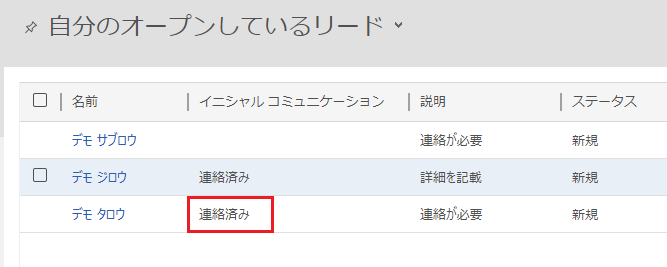 自分のオープンしているリード
名前 イニシャル コミュニケーション 説明 ステータス
デモ サブロウ 連絡が必要 新規
デモ ジロウ 連絡済み 詳細を記載 新規
デモ タロウ 連絡済み 連絡が必要 新規